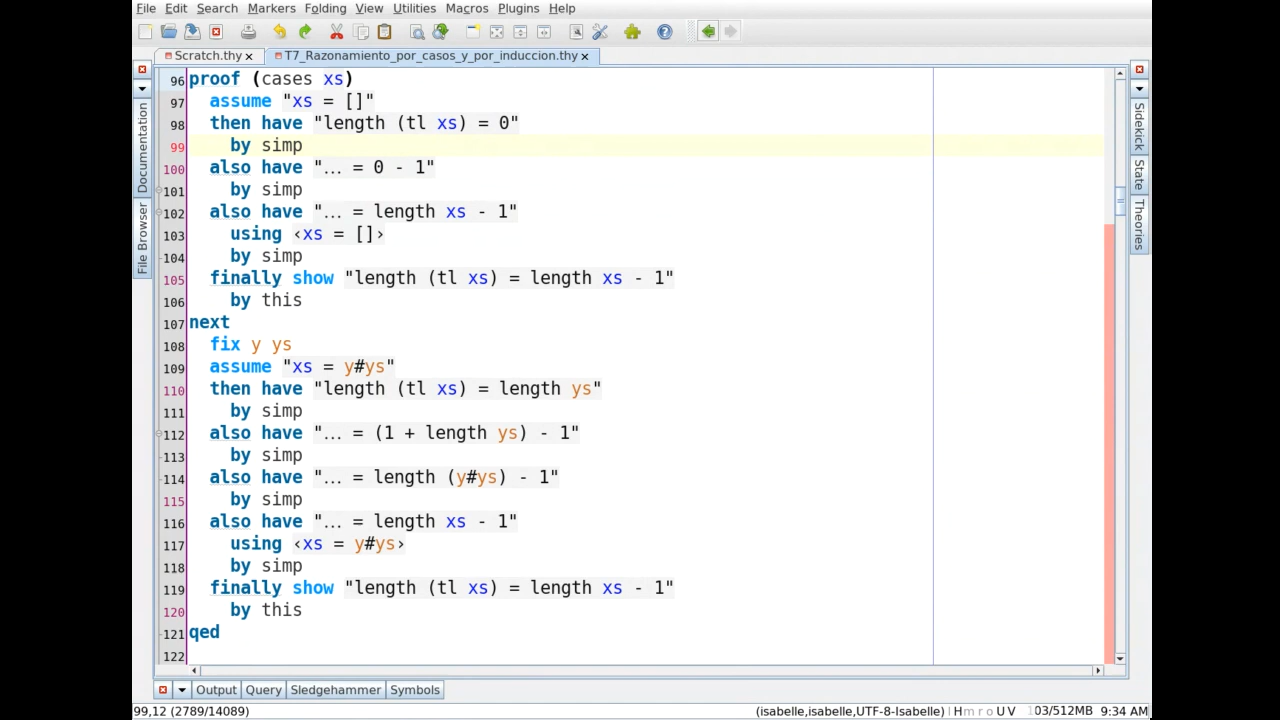 File Edit Search Markers Folding View Utilities Macros Plugins Help
Scratch.thy T7_Razonamiento_por_casos_y_por_induccion.thy
Documentation
File Browser
96 proof (cases xs)
97 assume "xs = []"
98 then have "length (tl xs) = 0"
99 by simp
100 also have "… = 0 - 1"
101 by simp
102 also have "… = length xs - 1"
103 using ‹xs = []›
104 by simp
105 finally show "length (tl xs) = length xs - 1"
106 by this
107 next
108 fix y ys
109 assume "xs = y#ys"
110 then have "length (tl xs) = length ys"
111 by simp
112 also have "… = (1 + length ys) - 1"
113 by simp
114 also have "… = length (y#ys) - 1"
115 by simp
116 also have "… = length xs - 1"
117 using ‹xs = y#ys›
118 by simp
119 finally show "length (tl xs) = length xs - 1"
120 by this
121 qed
122
Sidekick
State
Theories
Output Query Sledgehammer Symbols
99,12 (2789/14089) (isabelle,isabelle,UTF-8-Isabelle) H m r o U V 103/512MB 9:34 AM